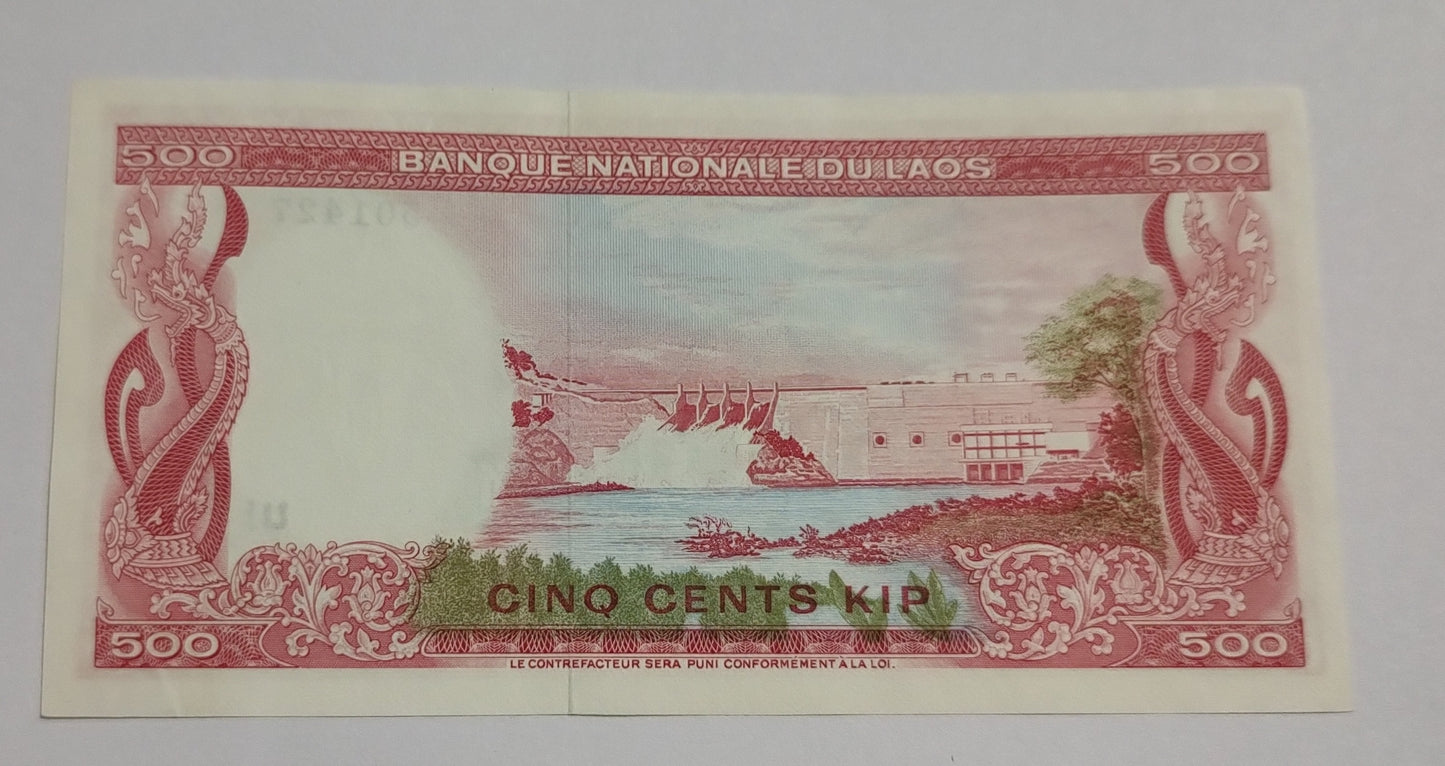 500 BANQUE NATIONALE DU LAOS 500
CINQ CENTS KIP
500 500
LE CONTREFACTEUR SERA PUNI CONFORMÉMENT À LA LOI.